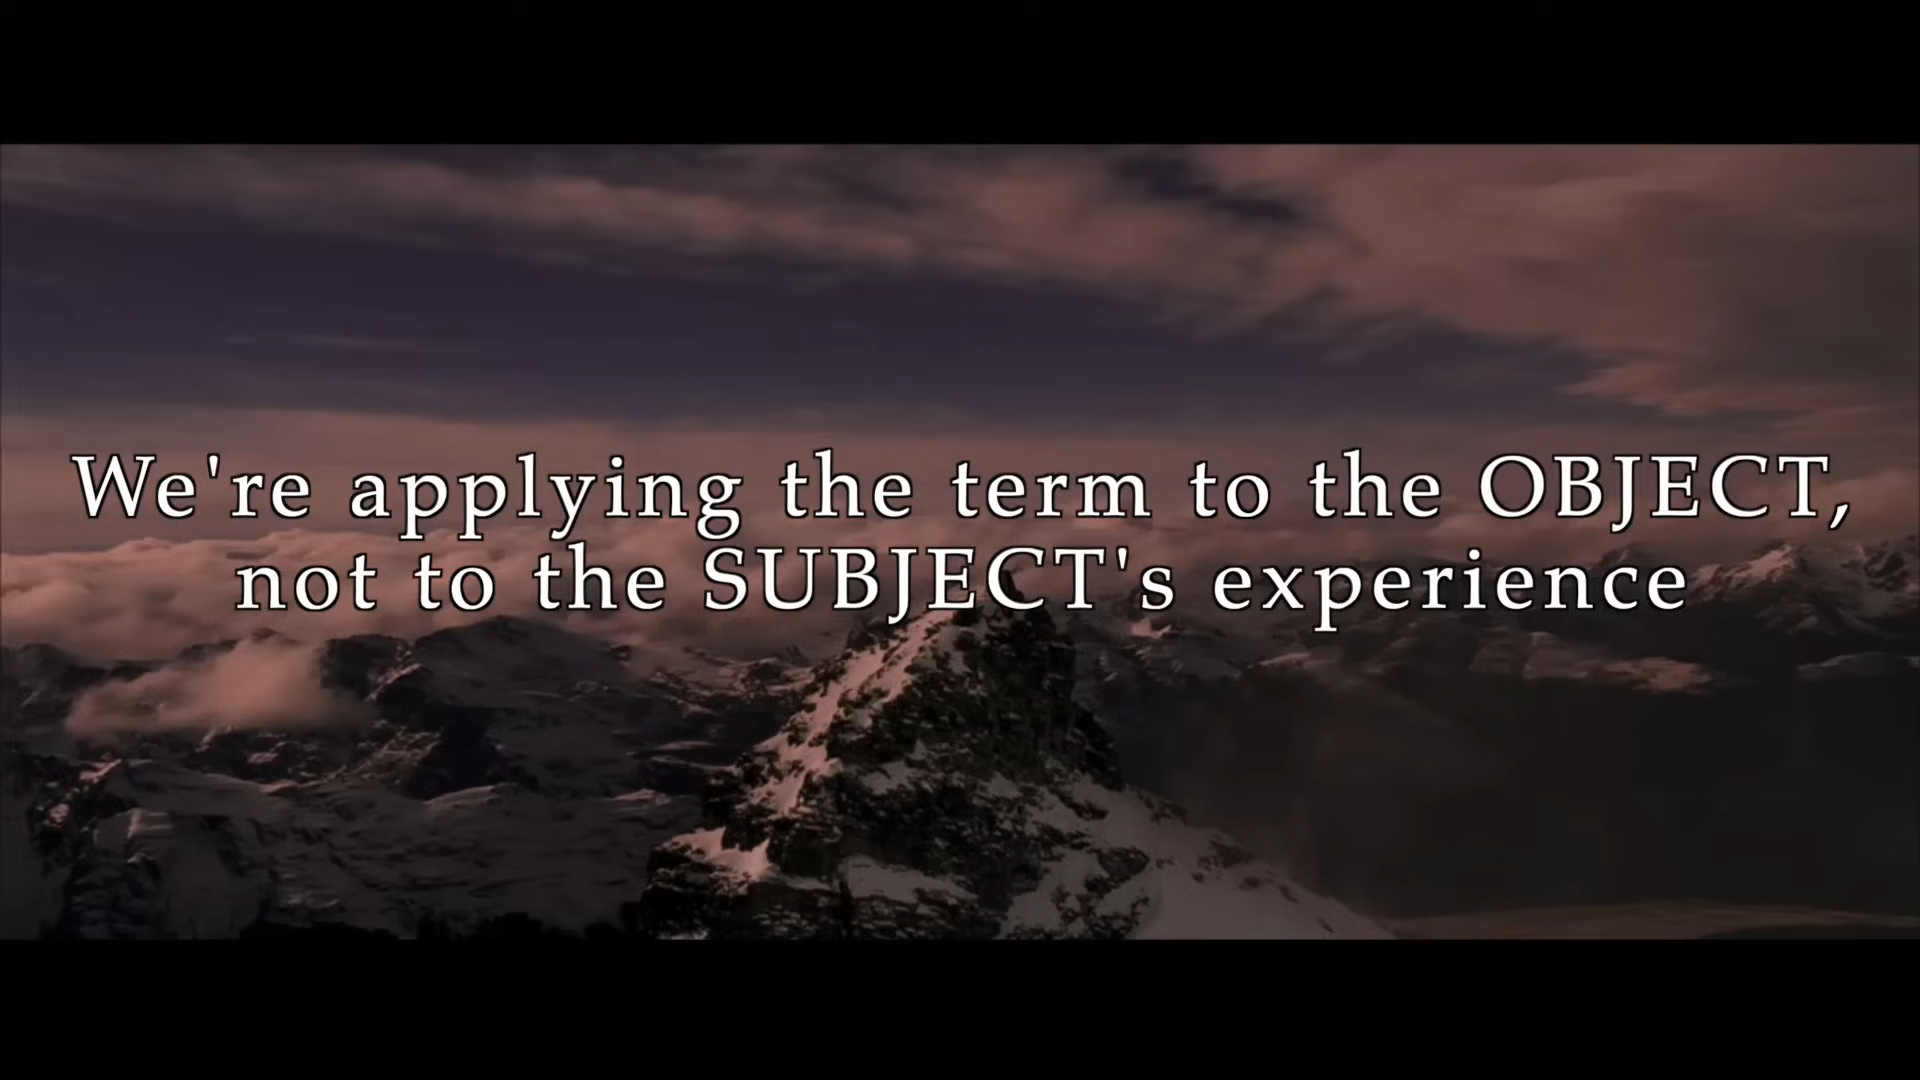 We're applying the term to the OBJECT,
not to the SUBJECT's experience